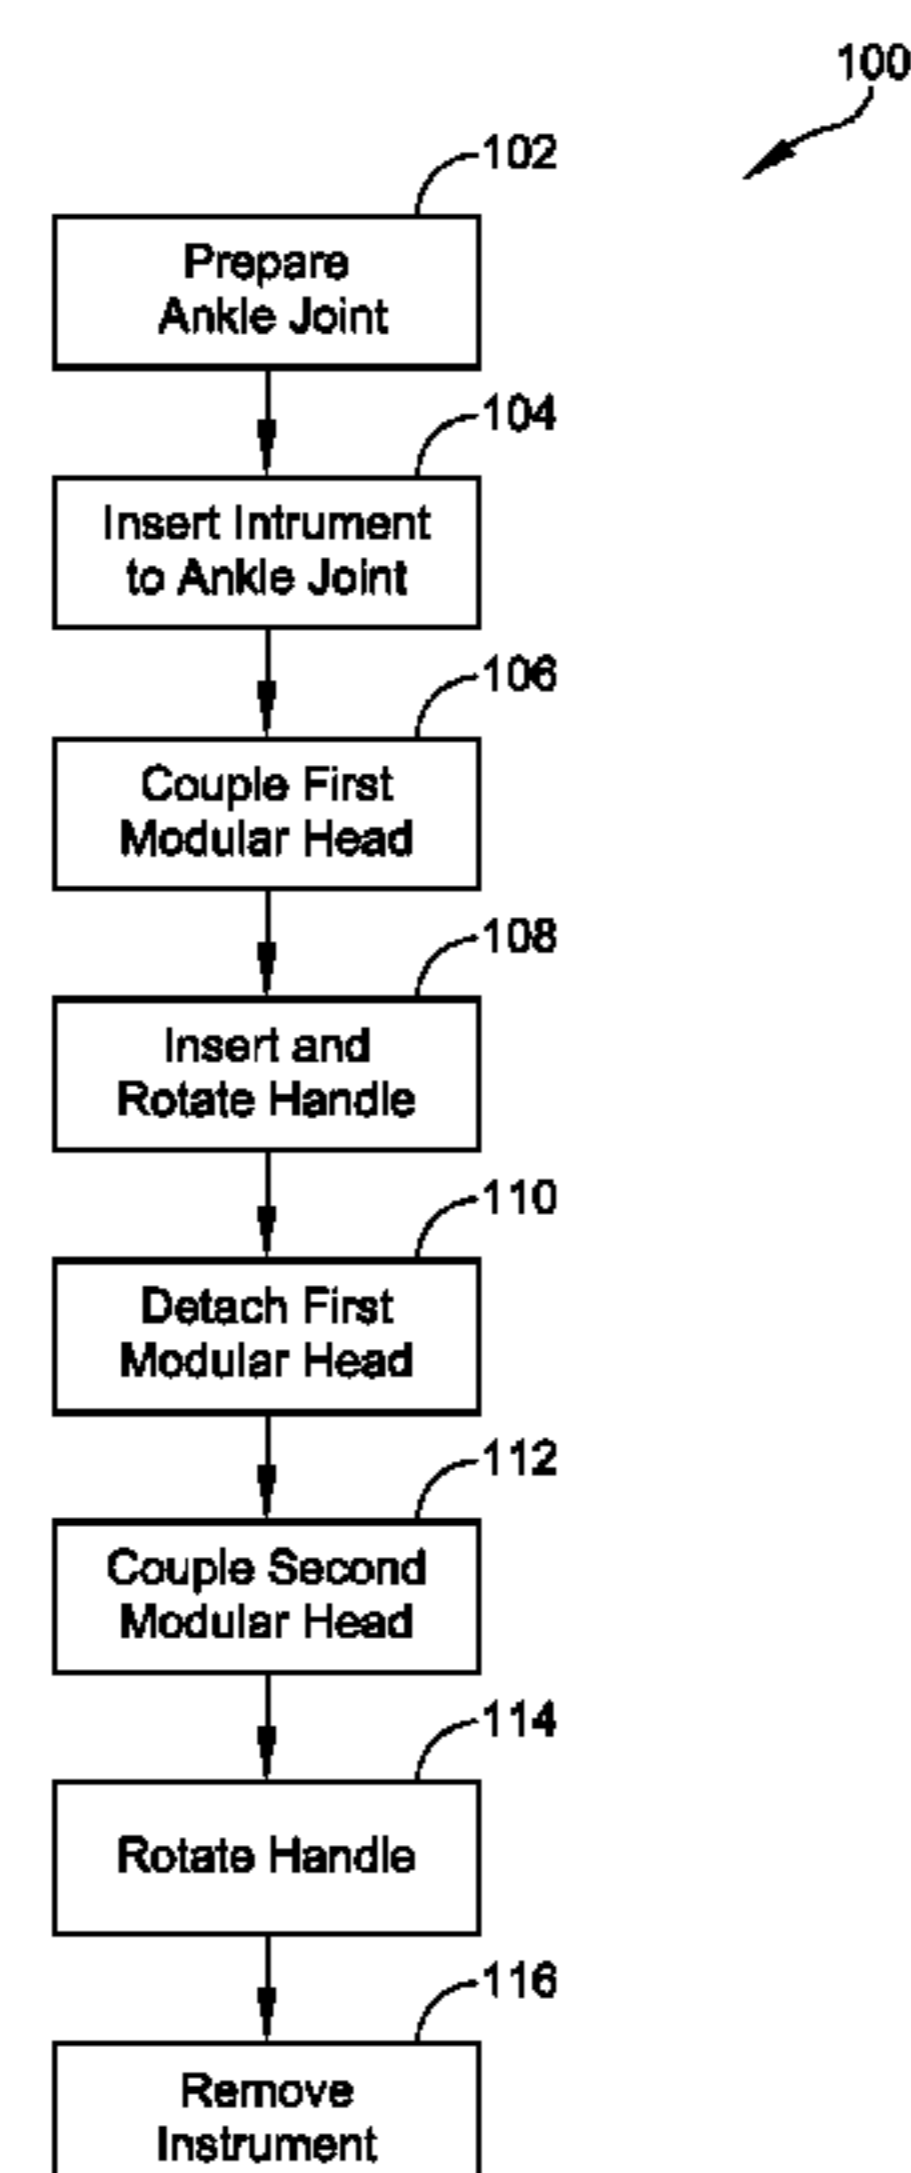 100
102
Prepare
Ankle Joint
104
Insert Intrument
to Ankle Joint
106
Couple First
Modular Head
108
Insert and
Rotate Handle
110
Detach First
Modular Head
112
Couple Second
Modular Head
114
Rotate Handle
116
Remove
Instrument